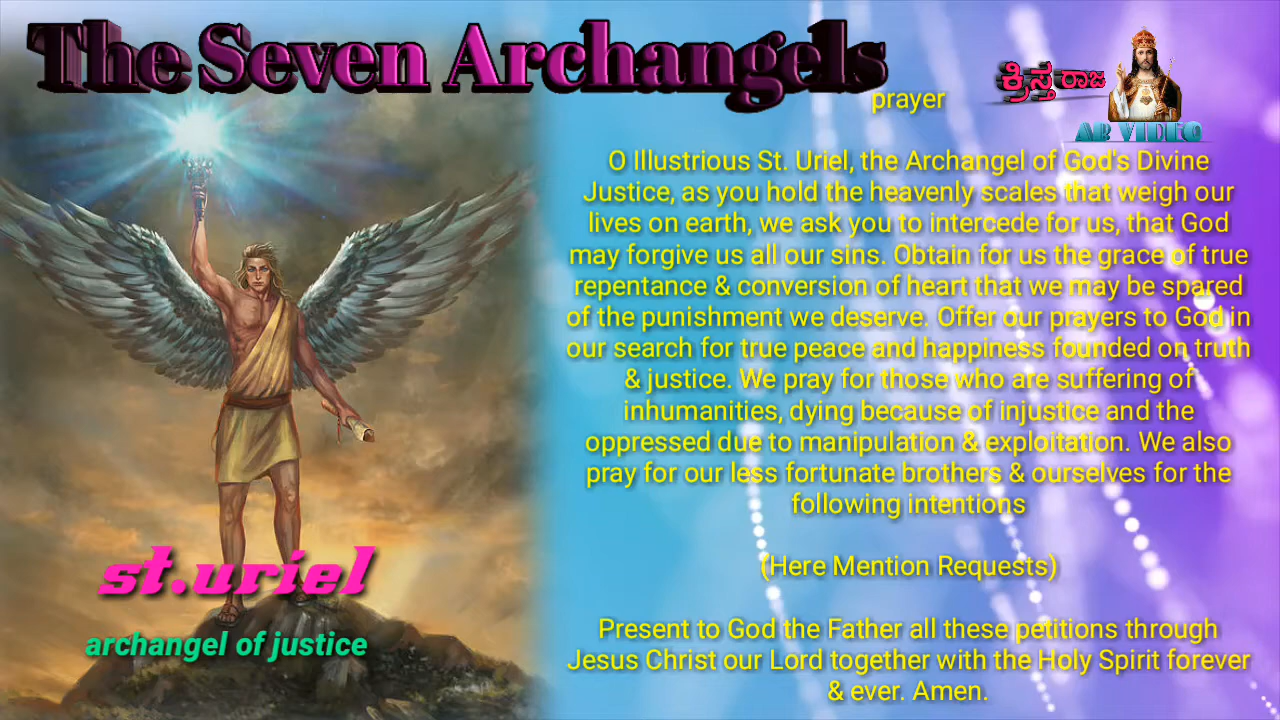 The Seven Archangels
ಕ್ರಿಸ್ತ ರಾಜ
AB VIDEO
prayer
O Illustrious St. Uriel, the Archangel of God's Divine
Justice, as you hold the heavenly scales that weigh our
lives on earth, we ask you to intercede for us, that God
may forgive us all our sins. Obtain for us the grace of true
repentance & conversion of heart that we may be spared
of the punishment we deserve. Offer our prayers to God in
our search for true peace and happiness founded on truth
& justice. We pray for those who are suffering of
inhumanities, dying because of injustice and the
oppressed due to manipulation & exploitation. We also
pray for our less fortunate brothers & ourselves for the
following intentions
(Here Mention Requests)
Present to God the Father all these petitions through
Jesus Christ our Lord together with the Holy Spirit forever
& ever. Amen.
st.uriel
archangel of justice